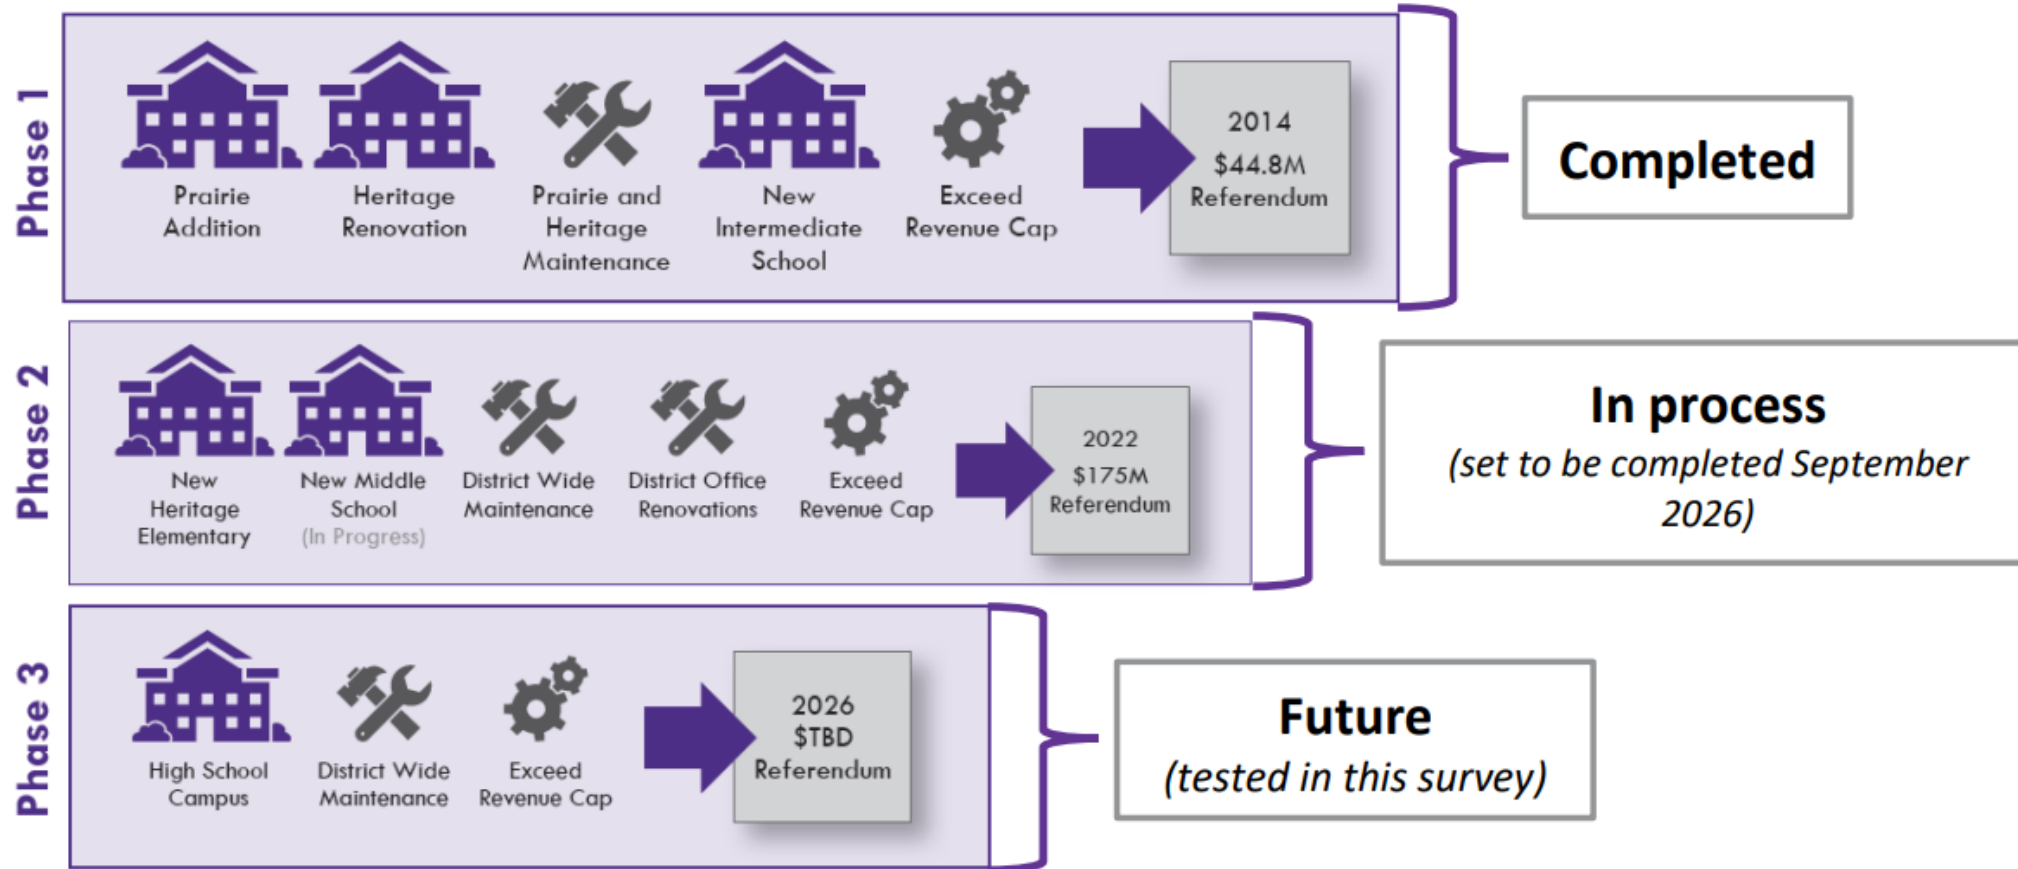 Phase 1
Prairie
Addition
Heritage
Renovation
Prairie and
Heritage
Maintenance
New
Intermediate
School
Exceed
Revenue Cap
2014
$44.8M
Referendum
Completed
Phase 2
New
Heritage
Elementary
New Middle
School
(In Progress)
District Wide
Maintenance
District Office
Renovations
Exceed
Revenue Cap
2022
$175M
Referendum
In process
(set to be completed September
2026)
Phase 3
High School
Campus
District Wide
Maintenance
Exceed
Revenue Cap
2026
$TBD
Referendum
Future
(tested in this survey)